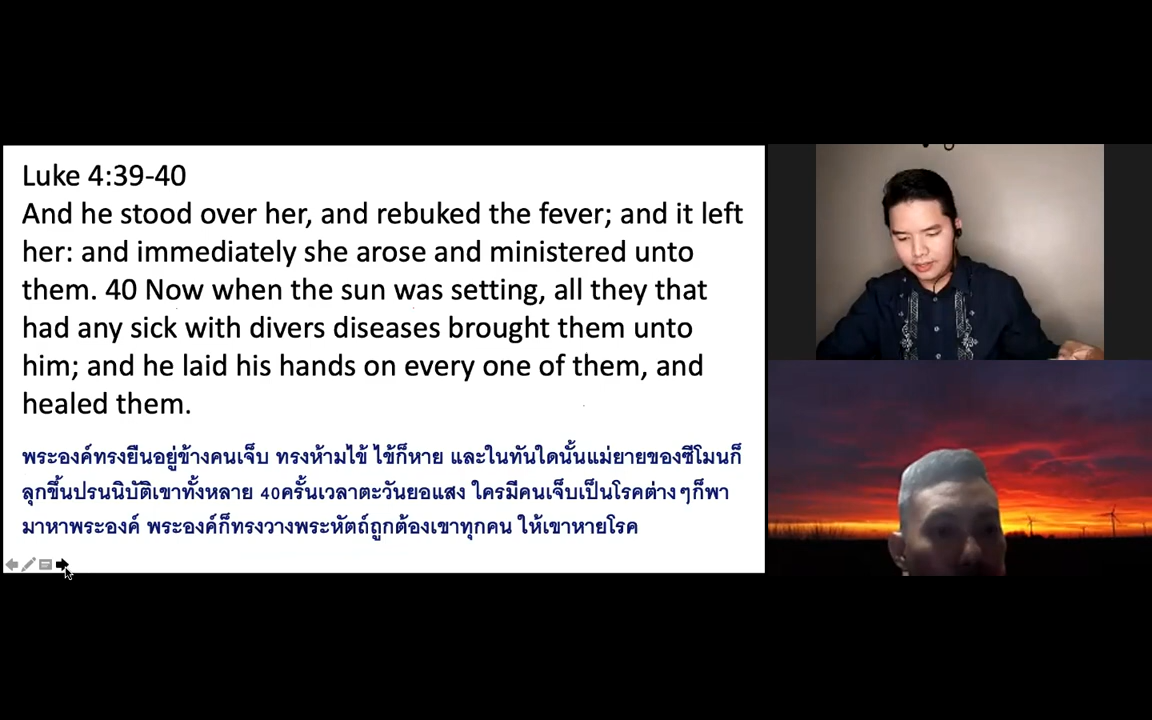 Luke 4:39-40
And he stood over her, and rebuked the fever; and it left
her: and immediately she arose and ministered unto
them. 40 Now when the sun was setting, all they that
had any sick with divers diseases brought them unto
him; and he laid his hands on every one of them, and
healed them.
พระองค์ทรงยืนอยู่ข้างคนเจ็บ ทรงห้ามไข้ ไข้ก็หาย และในทันใดนั้นแม่ยายของซีโมนก็
ลุกขึ้นปรนนิบัติเขาทั้งหลาย 40ครั้นเวลาตะวันยอแสง ใครมีคนเจ็บเป็นโรคต่างๆก็พา
มาหาพระองค์ พระองค์ก็ทรงวางพระหัตถ์ถูกต้องเขาทุกคน ให้เขาหายโรค